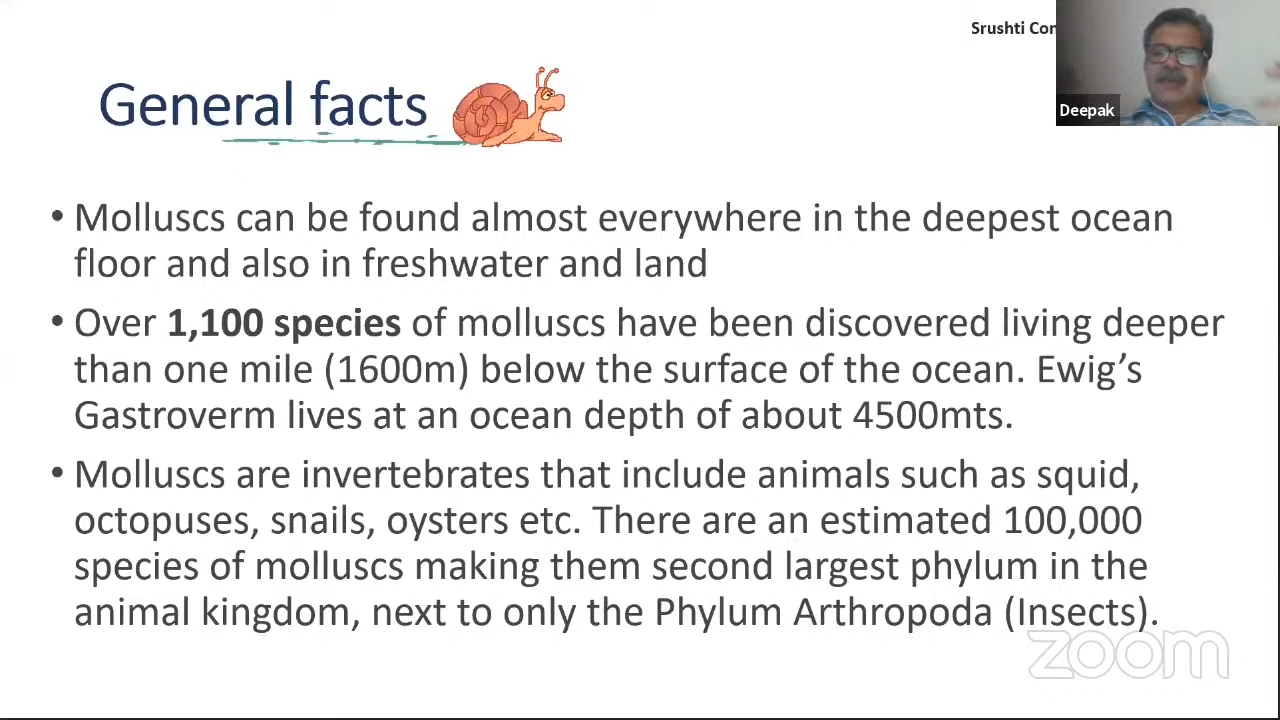 Srushti Con
Deepak
General facts
• Molluscs can be found almost everywhere in the deepest ocean
floor and also in freshwater and land
• Over 1,100 species of molluscs have been discovered living deeper
than one mile (1600m) below the surface of the ocean. Ewig’s
Gastroverm lives at an ocean depth of about 4500mts.
• Molluscs are invertebrates that include animals such as squid,
octopuses, snails, oysters etc. There are an estimated 100,000
species of molluscs making them second largest phylum in the
animal kingdom, next to only the Phylum Arthropoda (Insects).
zoom